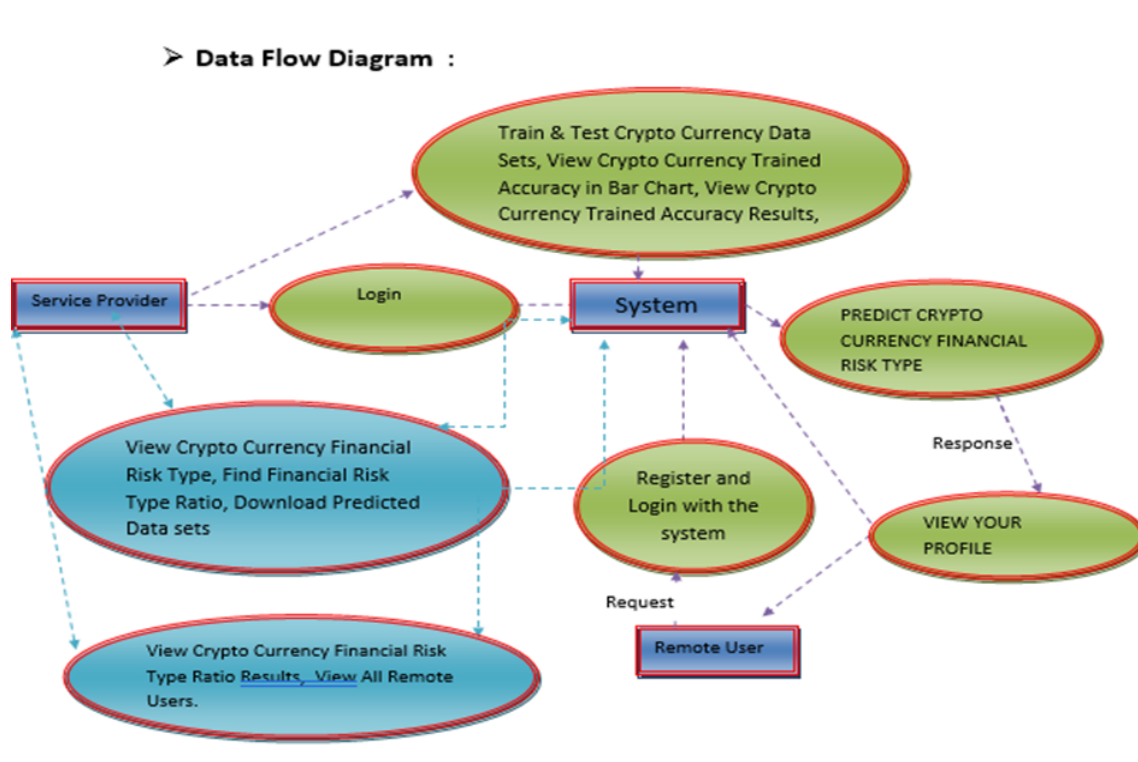 ➢ Data Flow Diagram :
Train & Test Crypto Currency Data
Sets, View Crypto Currency Trained
Accuracy in Bar Chart, View Crypto
Currency Trained Accuracy Results,
Service Provider
Login
System
PREDICT CRYPTO
CURRENCY FINANCIAL
RISK TYPE
Response
View Crypto Currency Financial
Risk Type, Find Financial Risk
Type Ratio, Download Predicted
Data sets
Register and
Login with the
system
VIEW YOUR
PROFILE
Request
Remote User
View Crypto Currency Financial Risk
Type Ratio Results, View All Remote
Users.